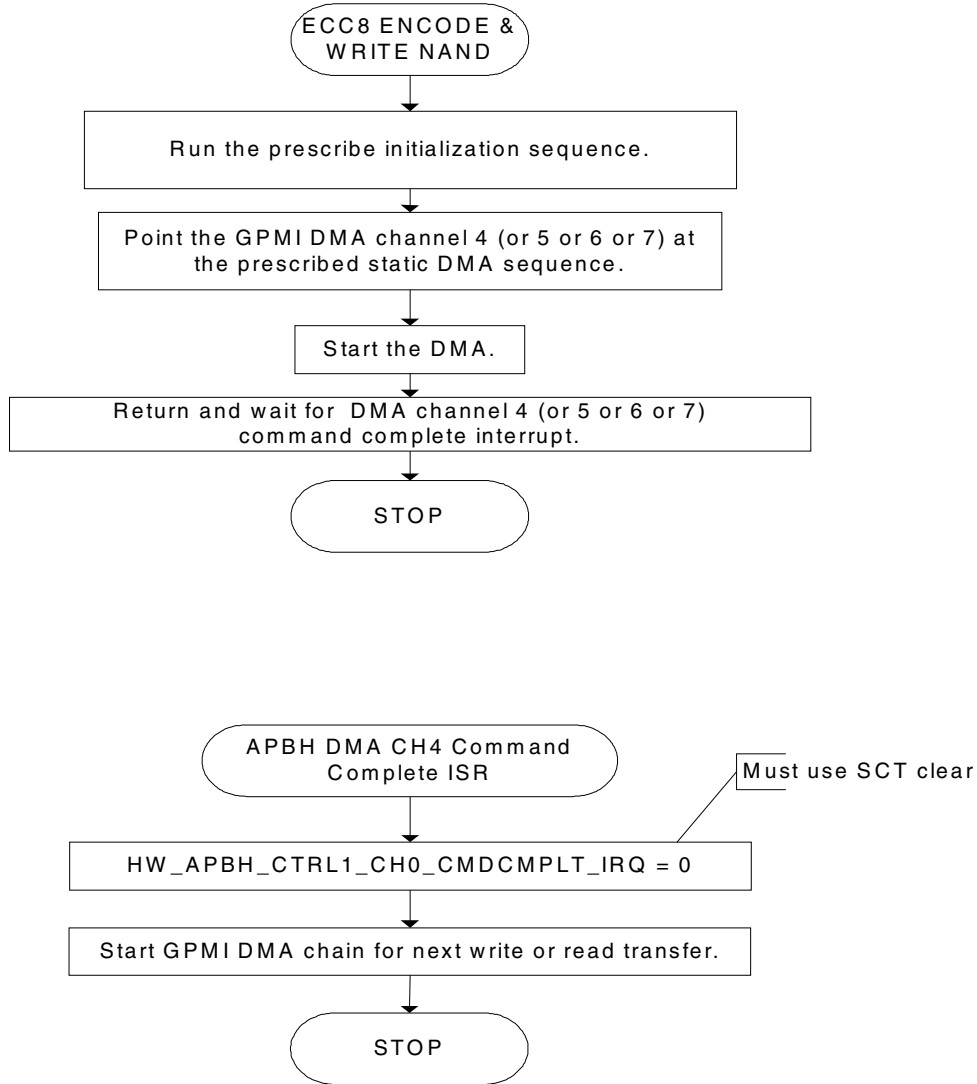 ECC8 ENCODE &
WRITE NAND
Run the prescribe initialization sequence.
Point the GPMI DMA channel 4 (or 5 or 6 or 7) at
the prescribed static DMA sequence.
Start the DMA.
Return and wait for DMA channel 4 (or 5 or 6 or 7)
command complete interrupt.
STOP
APBH DMA CH4 Command
Complete ISR
Must use SCT clear
HW_APBH_CTRL1_CH0_CMDCMPLT_IRQ = 0
Start GPMI DMA chain for next write or read transfer.
STOP